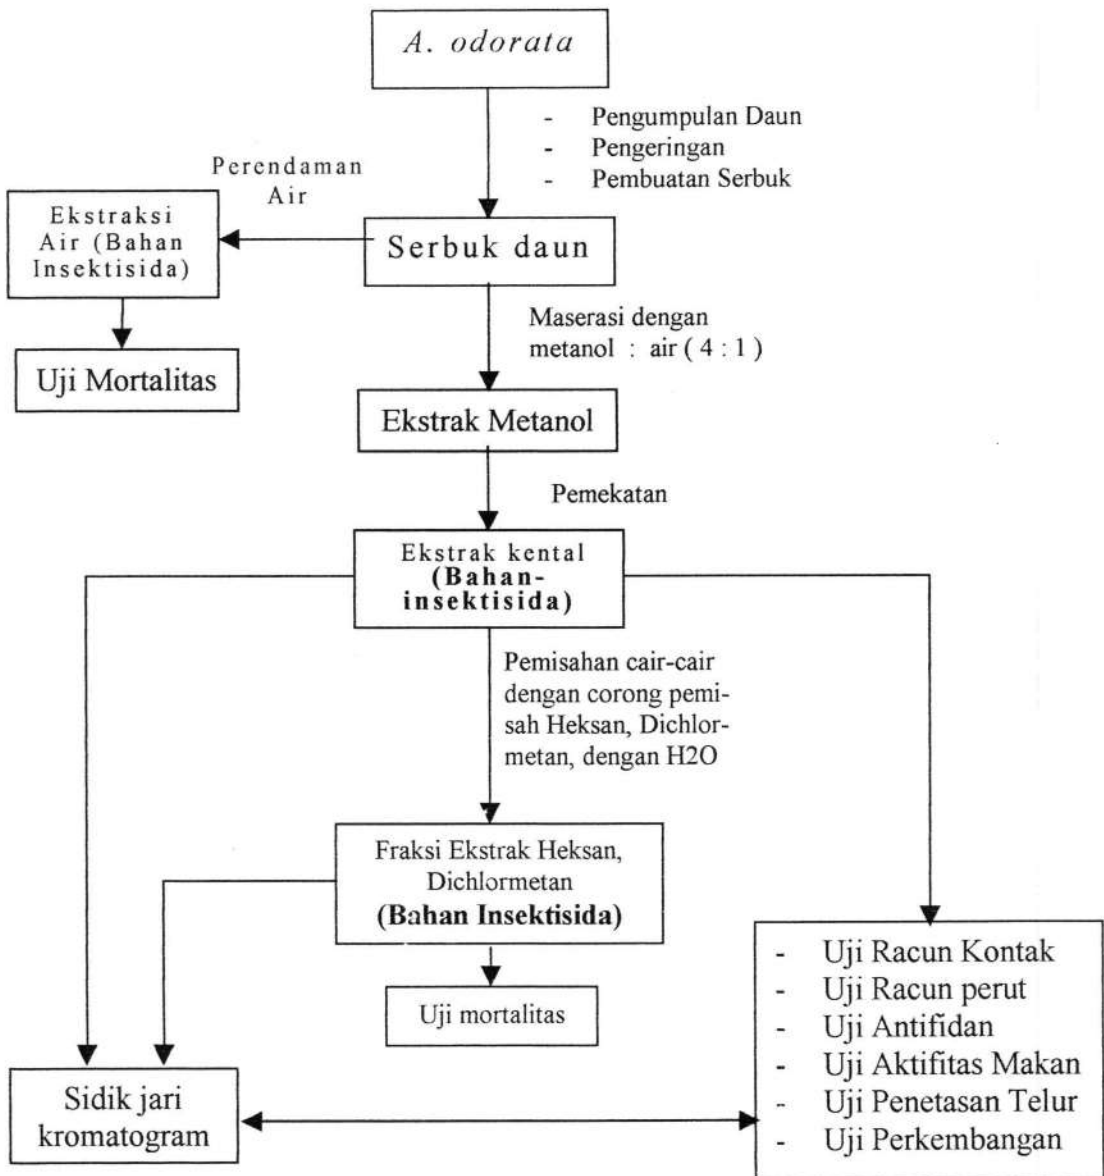 A. odorata
- Pengumpulan Daun
- Pengeringan
- Pembuatan Serbuk
Perendaman
Air
Ekstraksi
Air (Bahan
Insektisida)
Serbuk daun
Uji Mortalitas
Maserasi dengan
metanol : air ( 4 : 1 )
Ekstrak Metanol
Pemekatan
Ekstrak kental
(Bahan-
insektisida)
Pemisahan cair-cair
dengan corong pemi-
sah Heksan, Dichlor-
metan, dengan H2O
Fraksi Ekstrak Heksan,
Dichlormetan
(Bahan Insektisida)
Uji mortalitas
Sidik jari
kromatogram
- Uji Racun Kontak
- Uji Racun perut
- Uji Antifidan
- Uji Aktifitas Makan
- Uji Penetasan Telur
- Uji Perkembangan